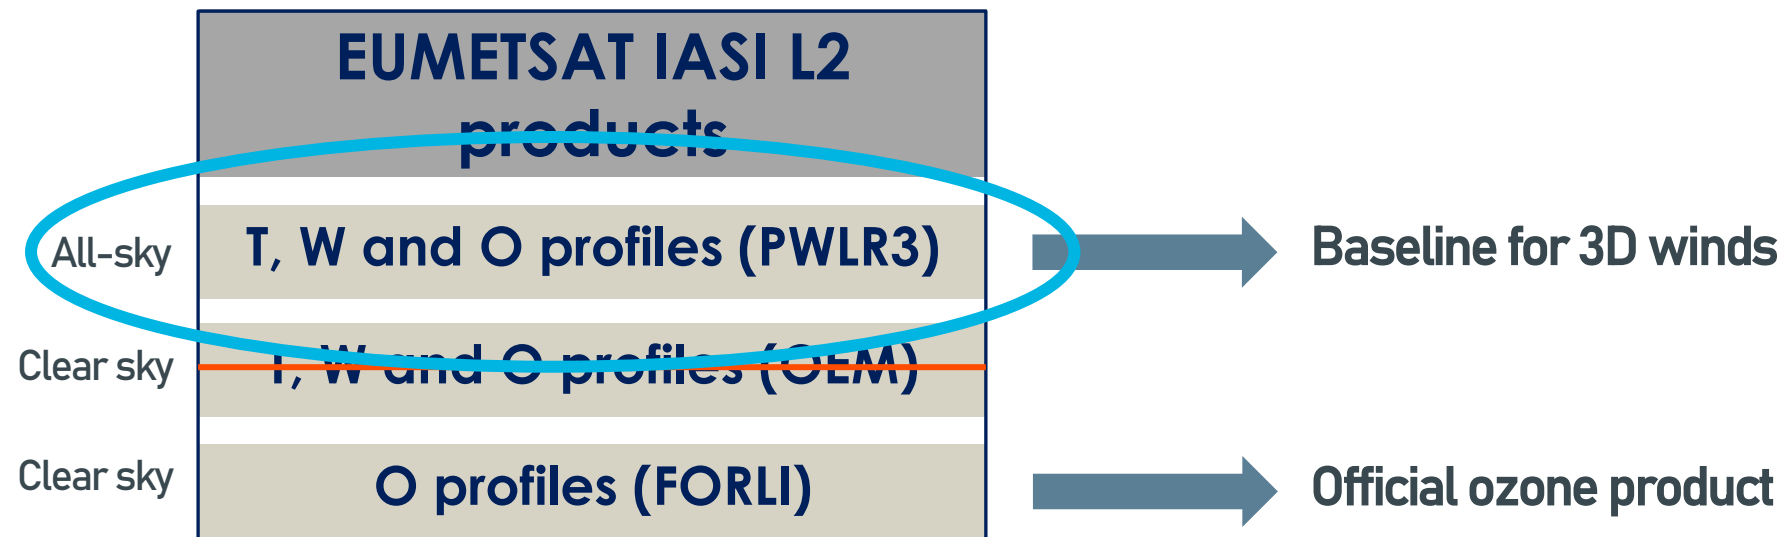 EUMETSAT IASI L2
products
All-sky
T, W and O profiles (PWLR3)
Baseline for 3D winds
Clear sky
T, W and O profiles (OEM)
Clear sky
O profiles (FORLI)
Official ozone product